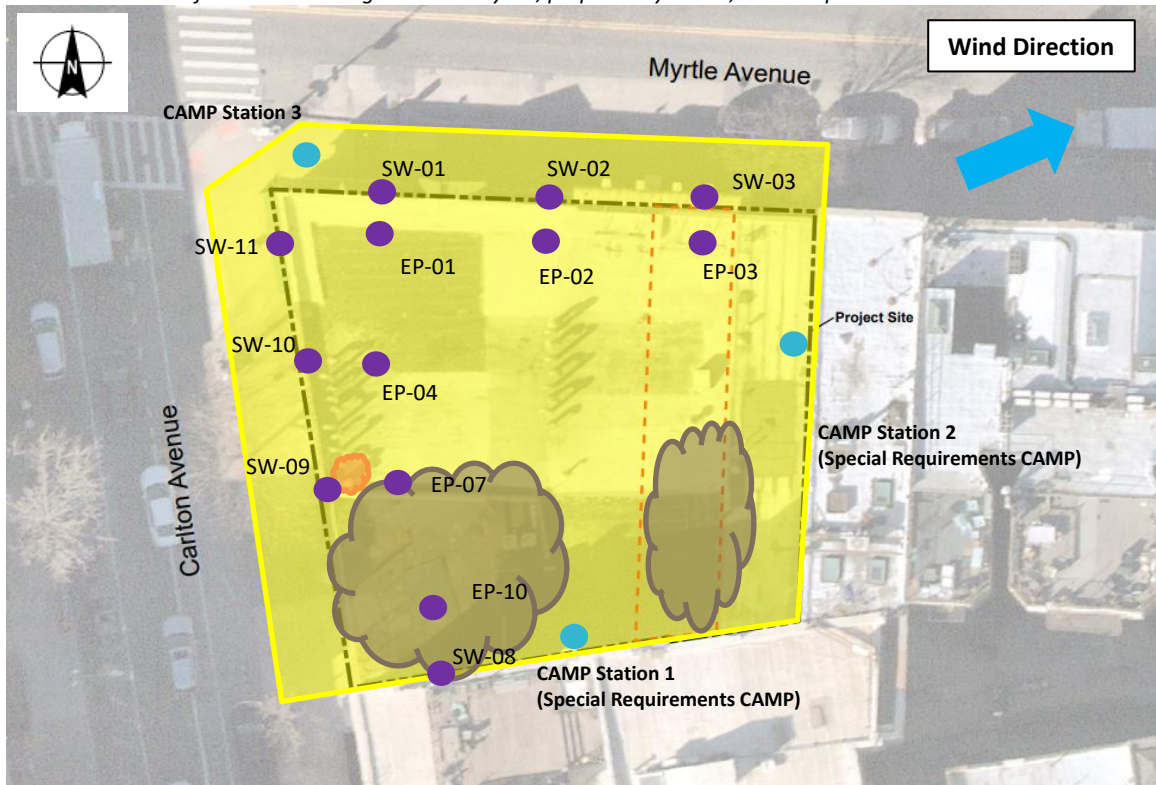 Wind Direction
N
Myrtle Avenue
CAMP Station 3
SW-01
SW-02
SW-03
SW-11
EP-01
EP-02
EP-03
Project Site
SW-10
EP-04
Carlton Avenue
CAMP Station 2
(Special Requirements CAMP)
SW-09
EP-07
EP-10
SW-08
CAMP Station 1
(Special Requirements CAMP)